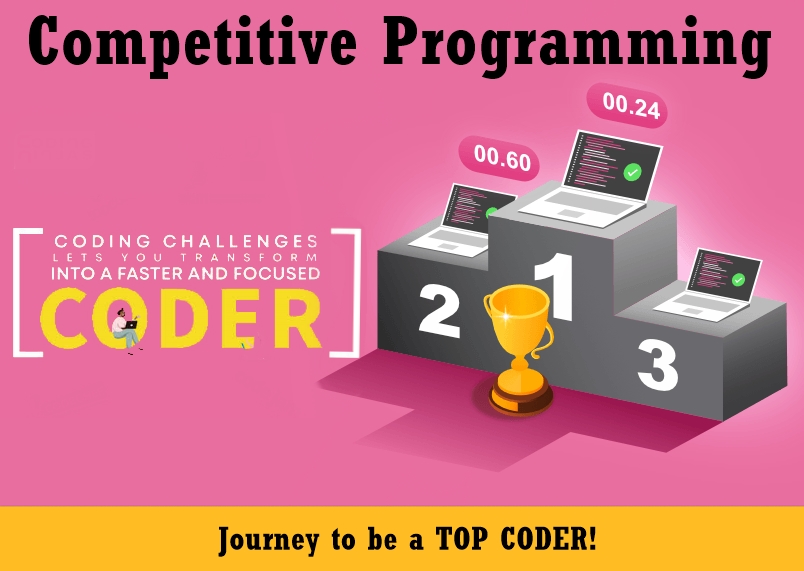 Competitive Programming
00.24
00.60
CODING CHALLENGES
LETS YOU TRANSFORM
INTO A FASTER AND FOCUSED
CODER
1
2
3
Journey to be a TOP CODER!